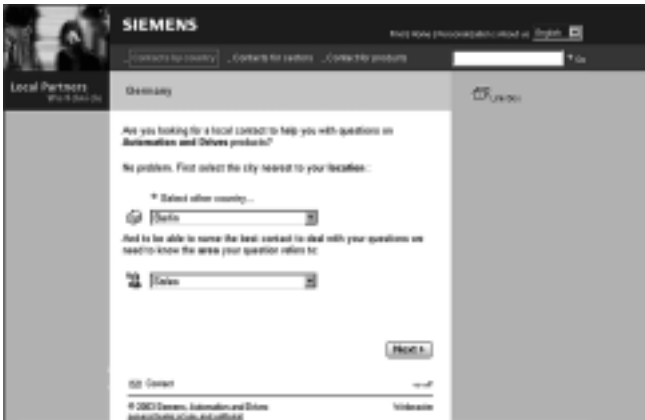 SIEMENS
English
Contacts by country Contacts for sectors Contacts for products
Go
Local Partners
Germany
Are you looking for a local contact to help you with questions on
Automation and Drives products?
No problem. First select the city nearest to your location:
Select other country...
Berlin
And to be able to name the best contact to deal with your questions we
need to know the area your question refers to:
Sales
Next
Contact
© 2003 Siemens, Automation and Drives
Webmaster